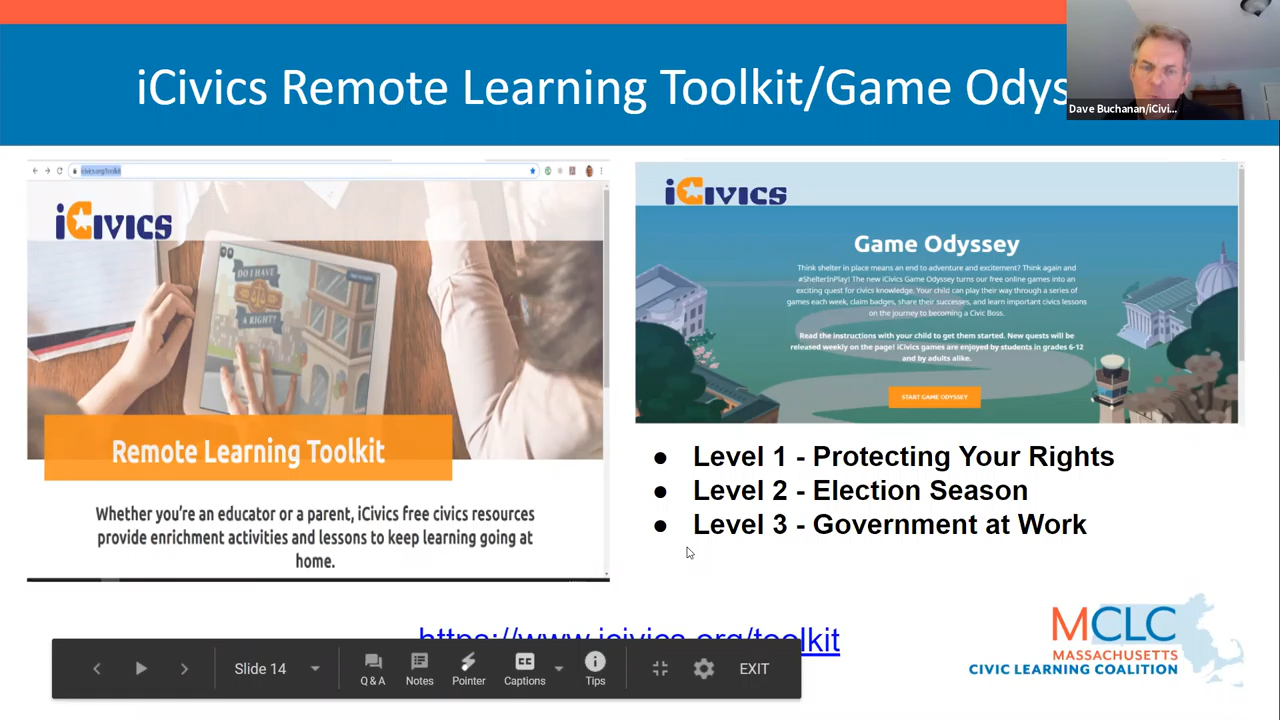 iCivics Remote Learning Toolkit/Game Odys
Dave Buchanan/iCivi...
icivics.org/toolkit
iCIVICS
DO I HAVE
A RIGHT?
Remote Learning Toolkit
Whether you're an educator or a parent, iCivics free civics resources
provide enrichment activities and lessons to keep learning going at
home.
iCIVICS
Game Odyssey
Think shelter in place means an end to adventure and excitement? Think again and
#ShelterInPlay! The new iCivics Game Odyssey turns our free online games into an
exciting quest for civics knowledge. Your child can play their way through a series of
games each week, claim badges, share their successes, and learn important civics lessons
on the journey to becoming a Civic Boss.
Read the instructions with your child to get them started. New quests will be
released weekly on the page! iCivics games are enjoyed by students in grades 6-12
and by adults alike.
START GAME ODYSSEY
● Level 1 - Protecting Your Rights
● Level 2 - Election Season
● Level 3 - Government at Work
https://www.icivics.org/toolkit
Slide 14
Q & A
Notes
Pointer
CC
Captions
Tips
EXIT
MCLC
MASSACHUSETTS
CIVIC LEARNING COALITION